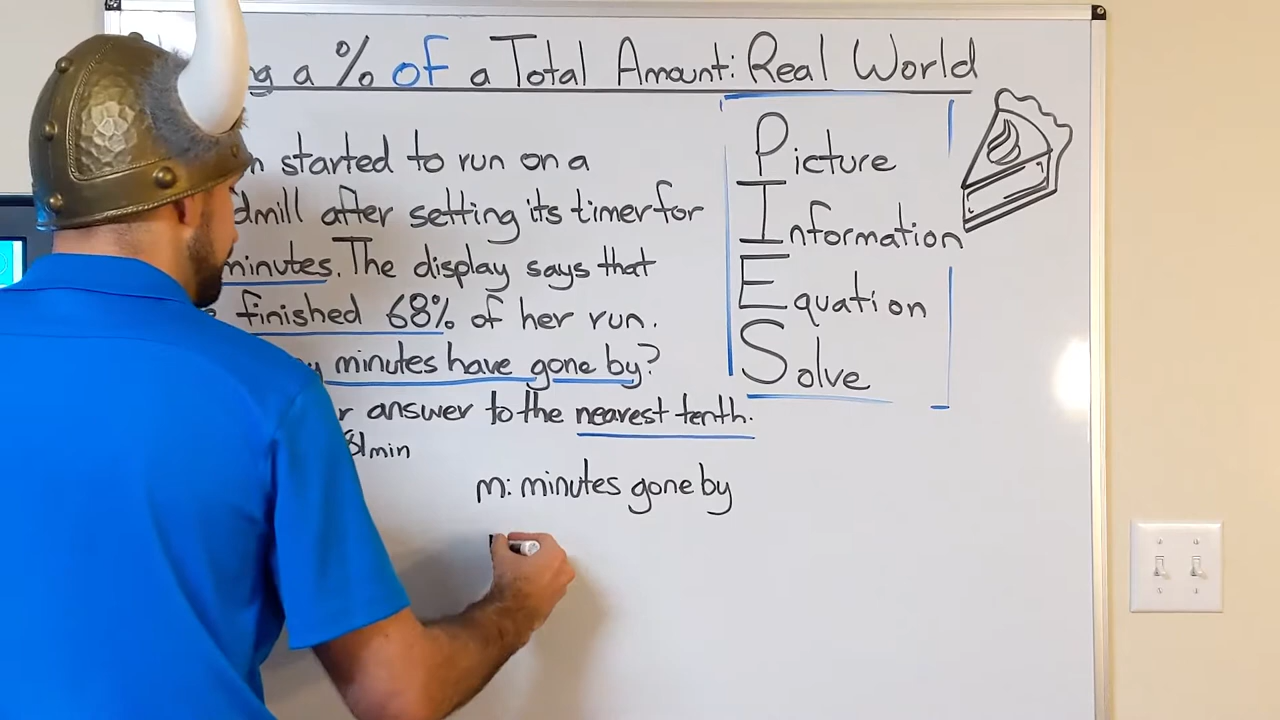 a % of a Total Amount: Real World
started to run on a
after setting its timer for
minutes. The display says that
finished 68% of her run.
minutes have gone by?
answer to the nearest tenth.
min
m: minutes gone by
Picture
Information
Equation
Solve